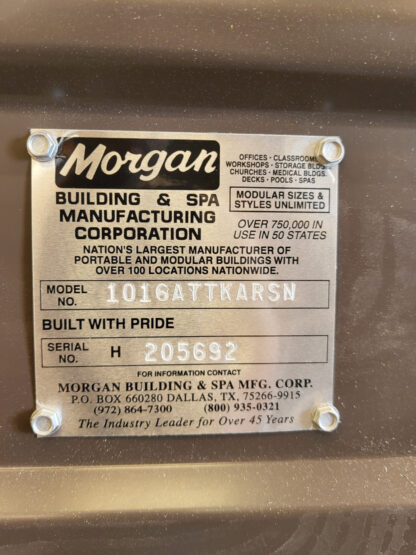 Morgan
OFFICES · CLASSROOMS
WORKSHOPS · STORAGE BLDGS.
CHURCHES · MEDICAL BLDGS.
DECKS · POOLS · SPAS
BUILDING & SPA
MANUFACTURING
CORPORATION
MODULAR SIZES &
STYLES UNLIMITED
OVER 750,000 IN
USE IN 50 STATES
NATION'S LARGEST MANUFACTURER OF
PORTABLE AND MODULAR BUILDINGS WITH
OVER 100 LOCATIONS NATIONWIDE.
MODEL NO. 1016ATTKARSN
BUILT WITH PRIDE
SERIAL NO. H 205692
FOR INFORMATION CONTACT
MORGAN BUILDING & SPA MFG. CORP.
P.O. BOX 660280 DALLAS, TX, 75266-9915
(972) 864-7300 (800) 935-0321
The Industry Leader for Over 45 Years